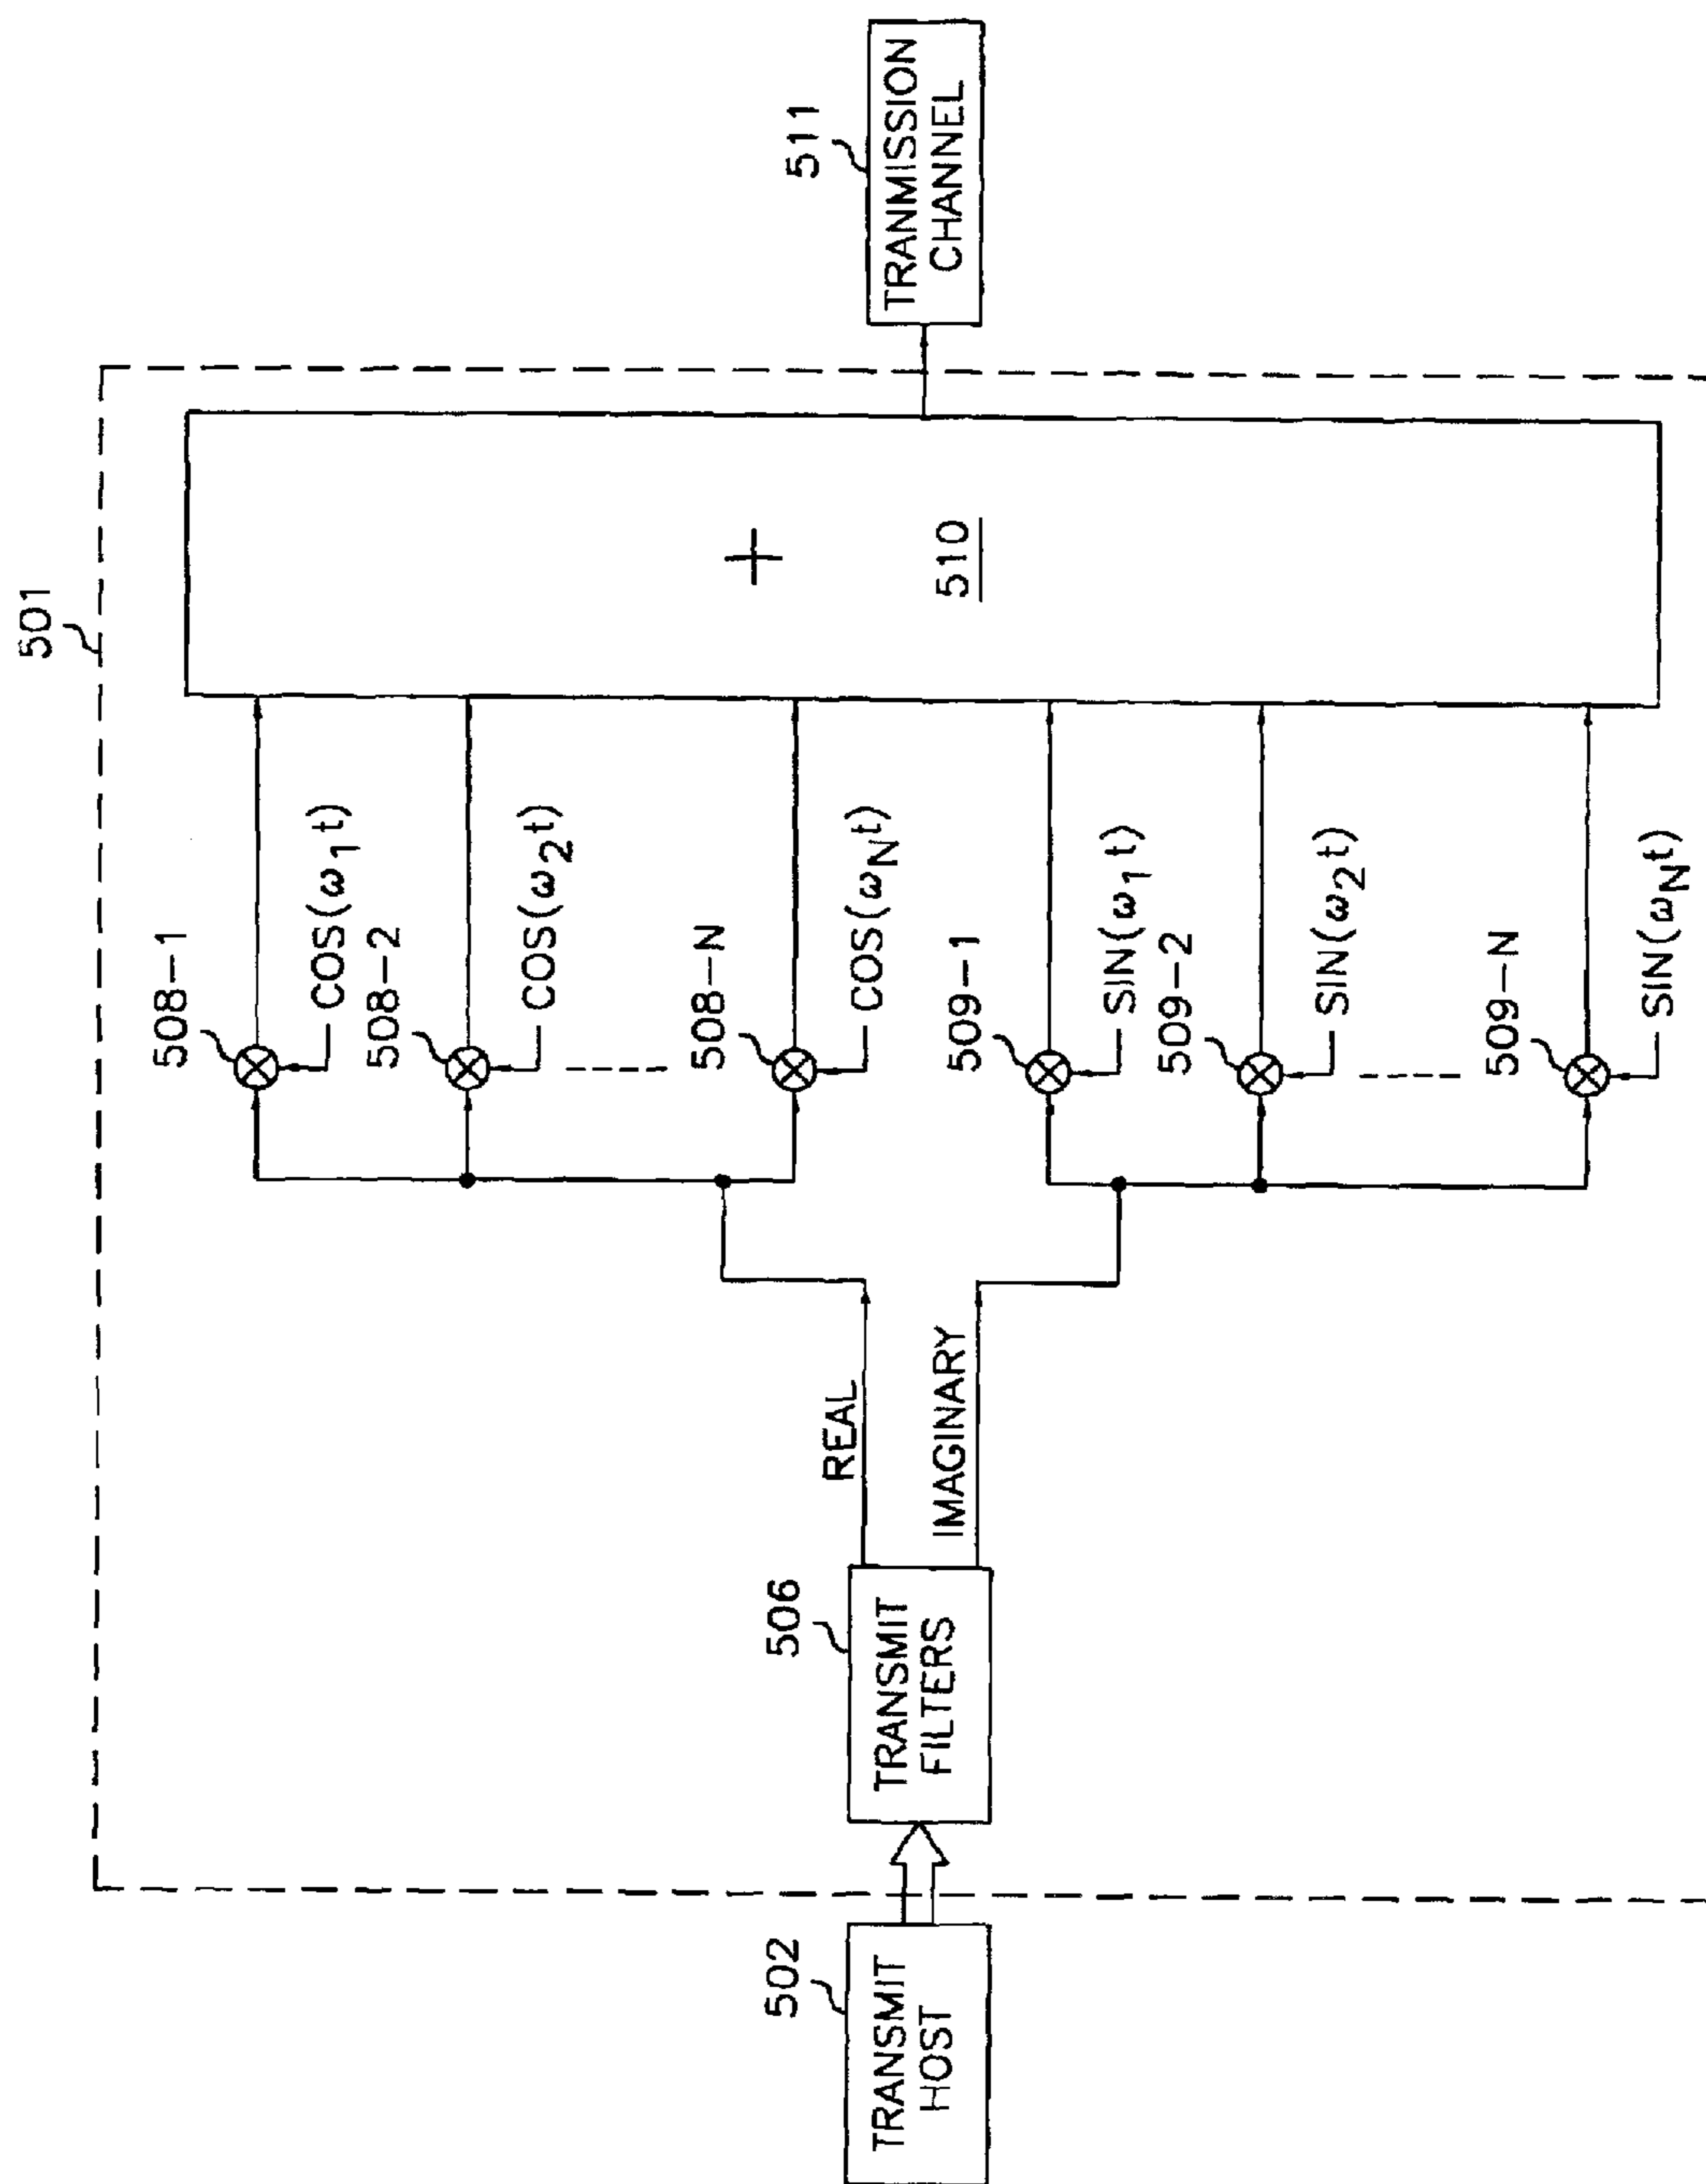 501
502
TRANSMIT
HOST
506
TRANSMIT
FILTERS
REAL
IMAGINARY
508-1
COS(ω1t)
508-2
COS(ω2t)
508-N
COS(ωNt)
509-1
SIN(ω1t)
509-2
SIN(ω2t)
509-N
SIN(ωNt)
+
510
511
TRANMISSION
CHANNEL